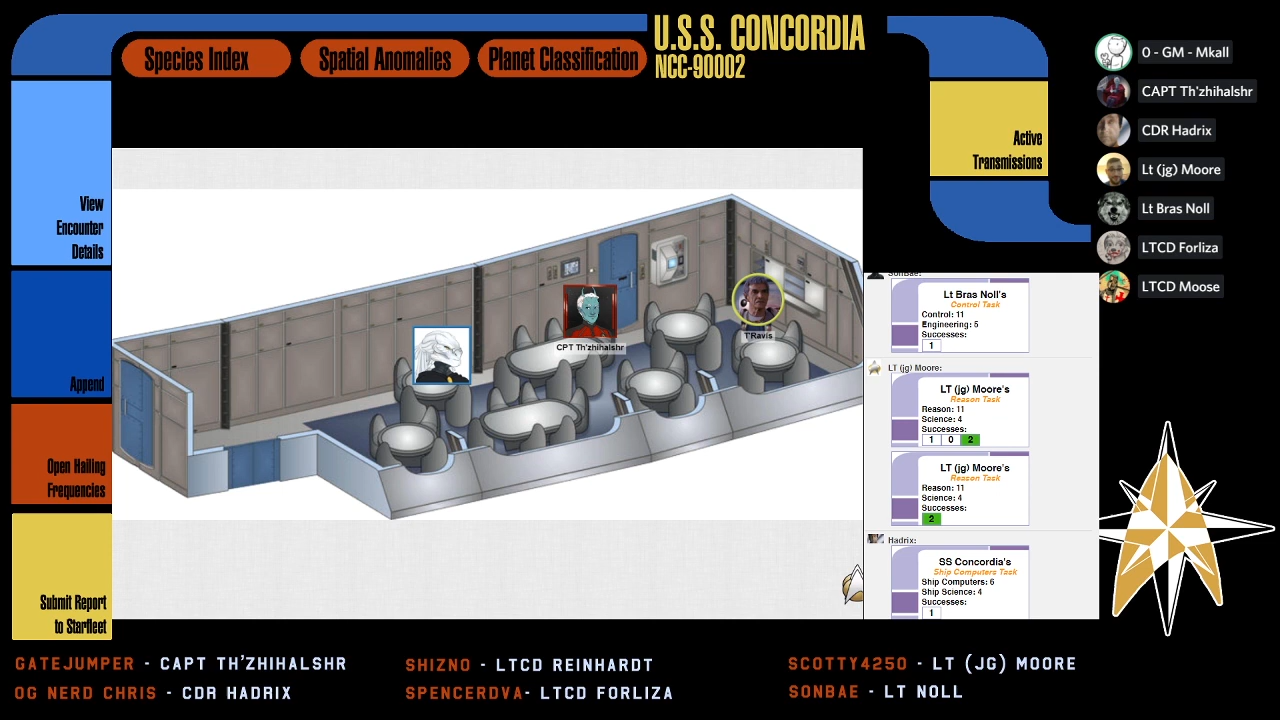 Species Index
Spatial Anomalies
Planet Classification
U.S.S. CONCORDIA
NCC-90002
Active
Transmissions
View
Encounter
Details
Append
Open Hailing
Frequencies
Submit Report
to Starfleet
0 - GM - Mkall
CAPT Th'zhihalshr
CDR Hadrix
Lt (jg) Moore
Lt Bras Noll
LTCD Forliza
LTCD Moose
CPT Th'zhihalshr
T'Ravis
SonBae:
Lt Bras Noll's
Control Task
Control: 11
Engineering: 5
Successes:
1
LT (jg) Moore:
LT (jg) Moore's
Reason Task
Reason: 11
Science: 4
Successes:
1 0 2
LT (jg) Moore's
Reason Task
Reason: 11
Science: 4
Successes:
2
Hadrix:
SS Concordia's
Ship Computers Task
Ship Computers: 6
Ship Science: 4
Successes:
1
GATEJUMPER - CAPT TH'ZHIHALSHR
SHIZNO - LTCD REINHARDT
SCOTTY4250 - LT (JG) MOORE
OG NERD CHRIS - CDR HADRIX
SPENCERDVA- LTCD FORLIZA
SONBAE - LT NOLL